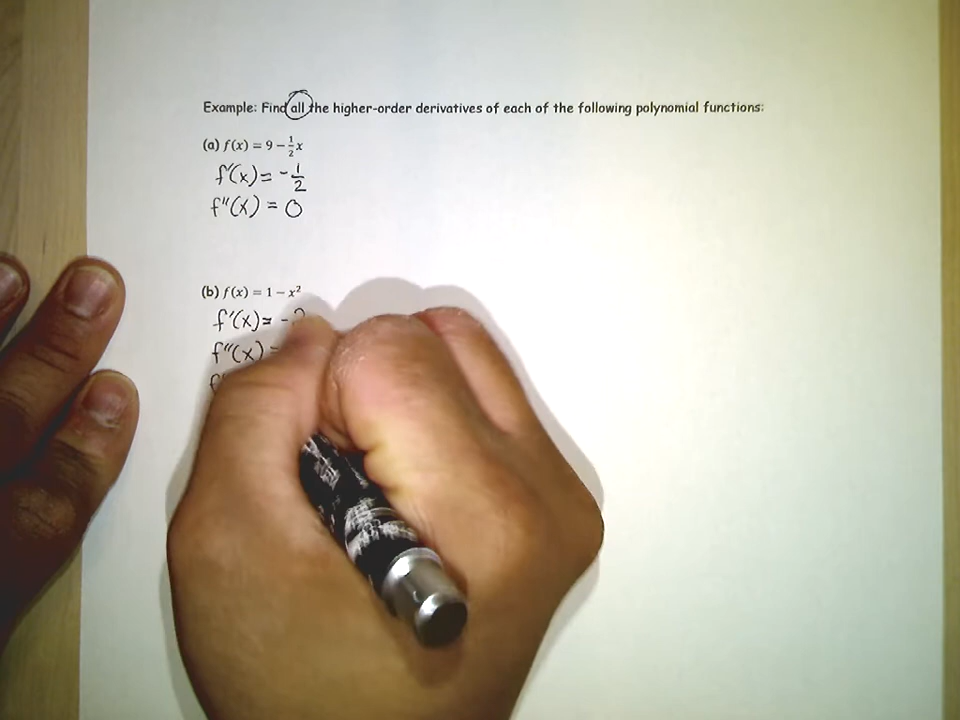 Example: Find all the higher-order derivatives of each of the following polynomial functions:
(a) f(x) = 9 − ½x
f'(x) = -½
f''(x) = 0
(b) f(x) = 1 − x²
f'(x) = -
f''(x) =